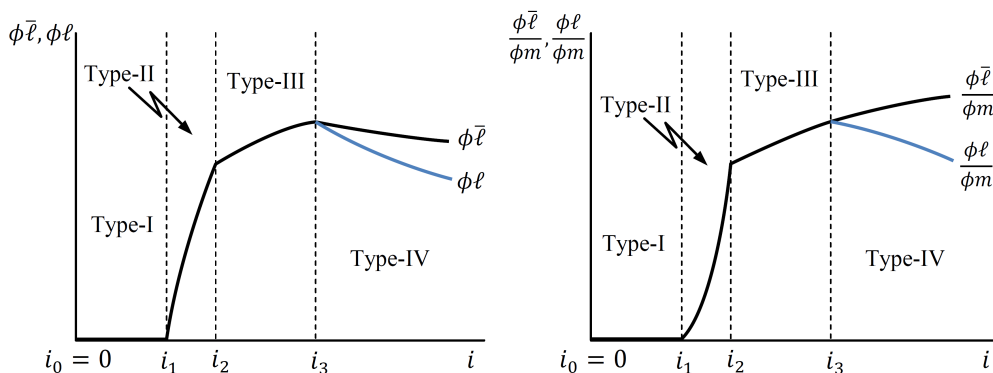 ϕℓ̅, ϕℓ
Type-II
Type-III
ϕℓ̅
ϕℓ
Type-I
Type-IV
i₀ = 0
i₁
i₂
i₃
i
ϕℓ̅/ϕm, ϕℓ/ϕm
Type-III
Type-II
ϕℓ̅/ϕm
ϕℓ/ϕm
Type-I
Type-IV
i₀ = 0
i₁
i₂
i₃
i